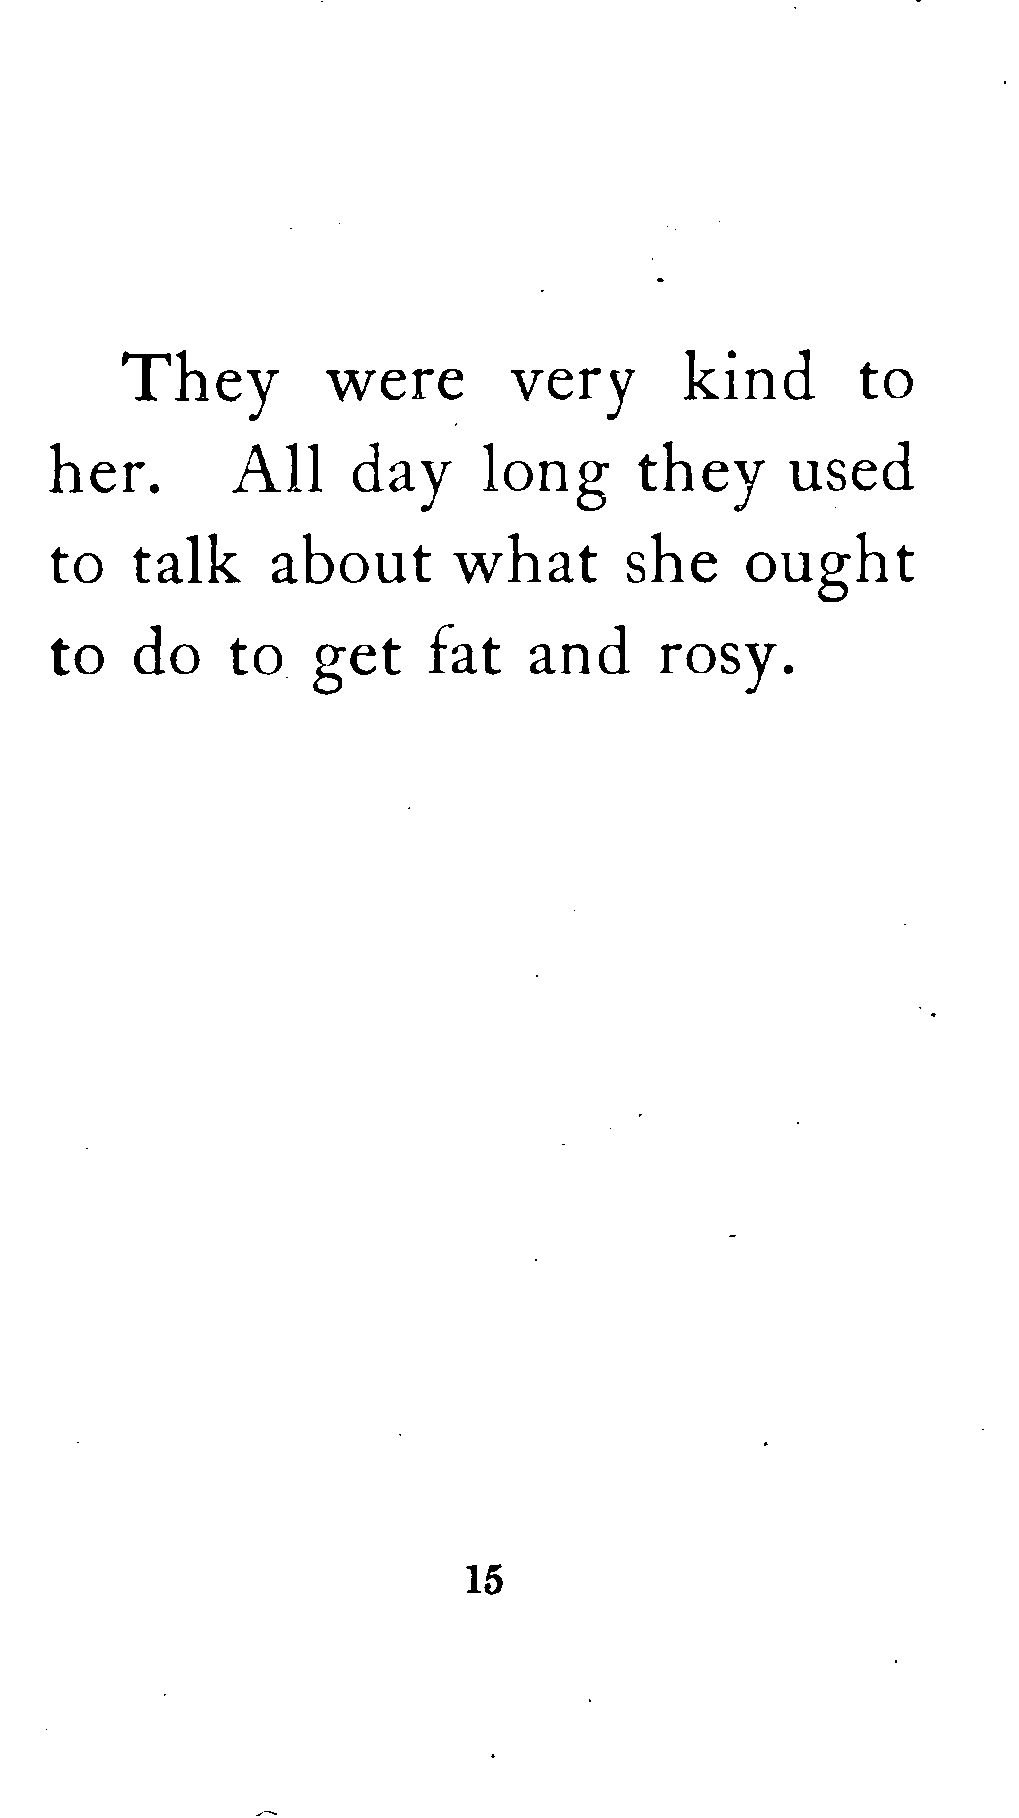 They were very kind to
her. All day long they used
to talk about what she ought
to do to get fat and rosy.
15